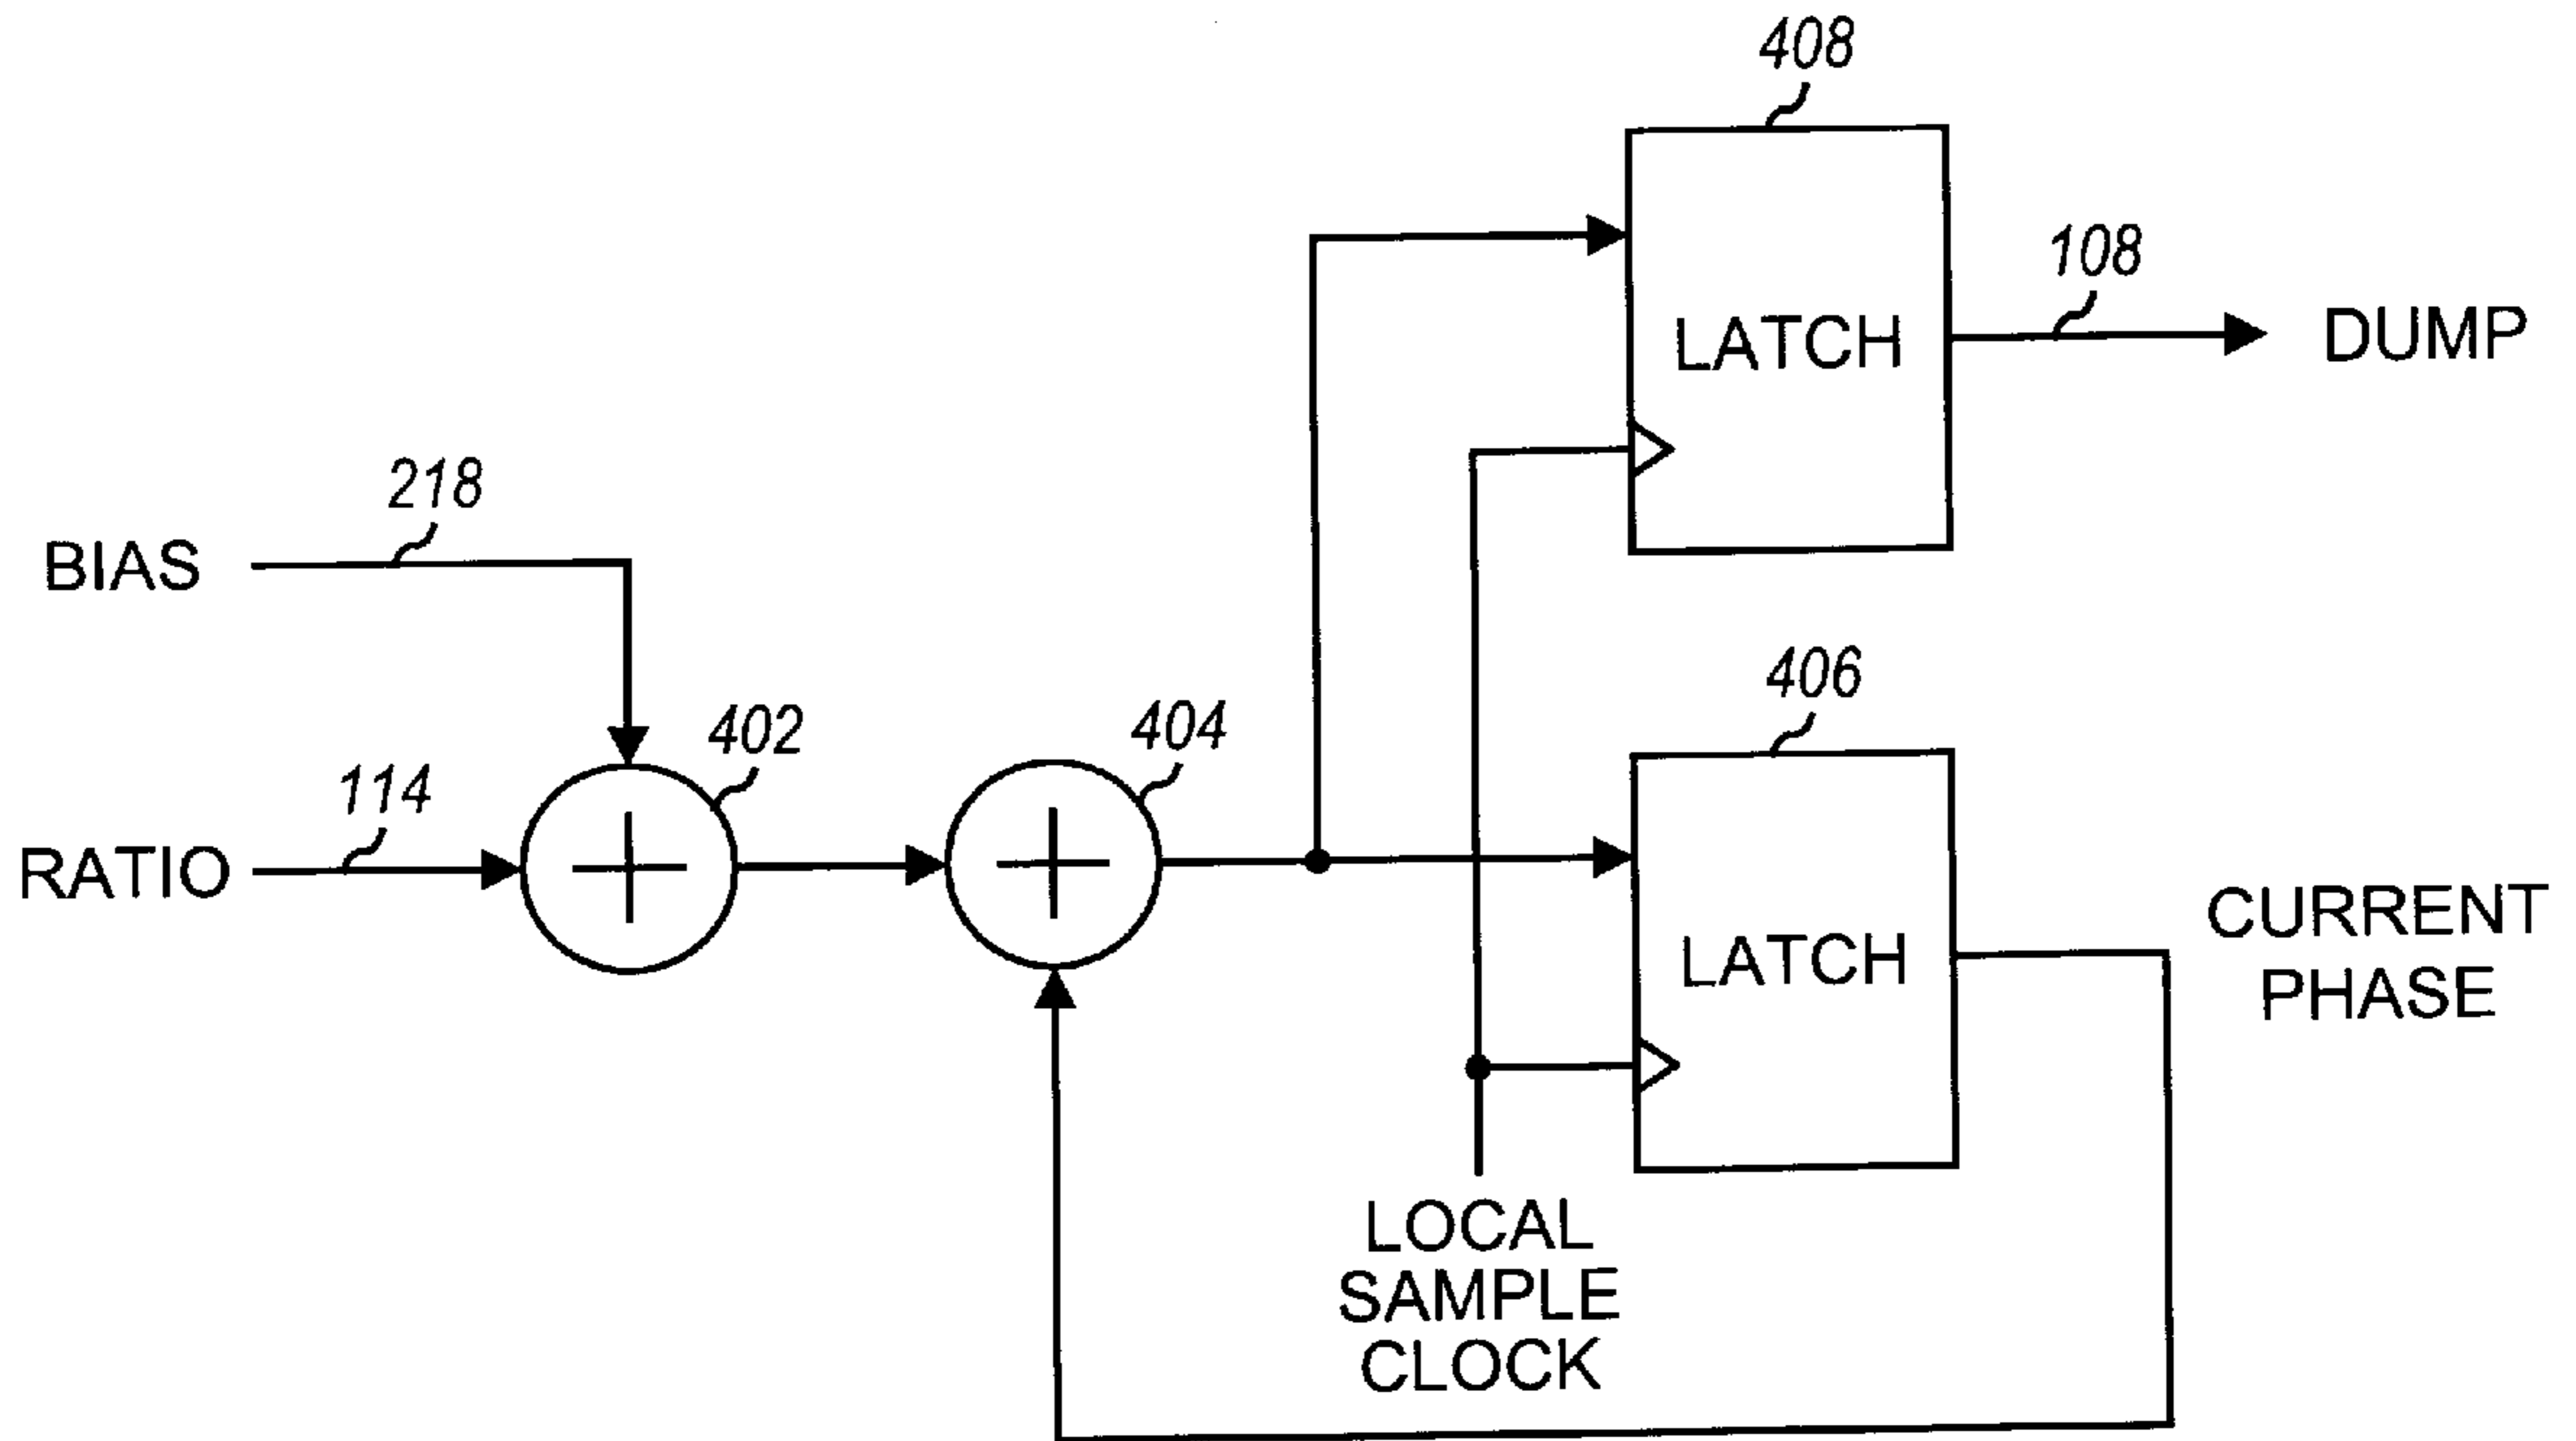 408
LATCH
108
DUMP
BIAS
218
RATIO
114
402
404
406
LATCH
CURRENT
PHASE
LOCAL
SAMPLE
CLOCK